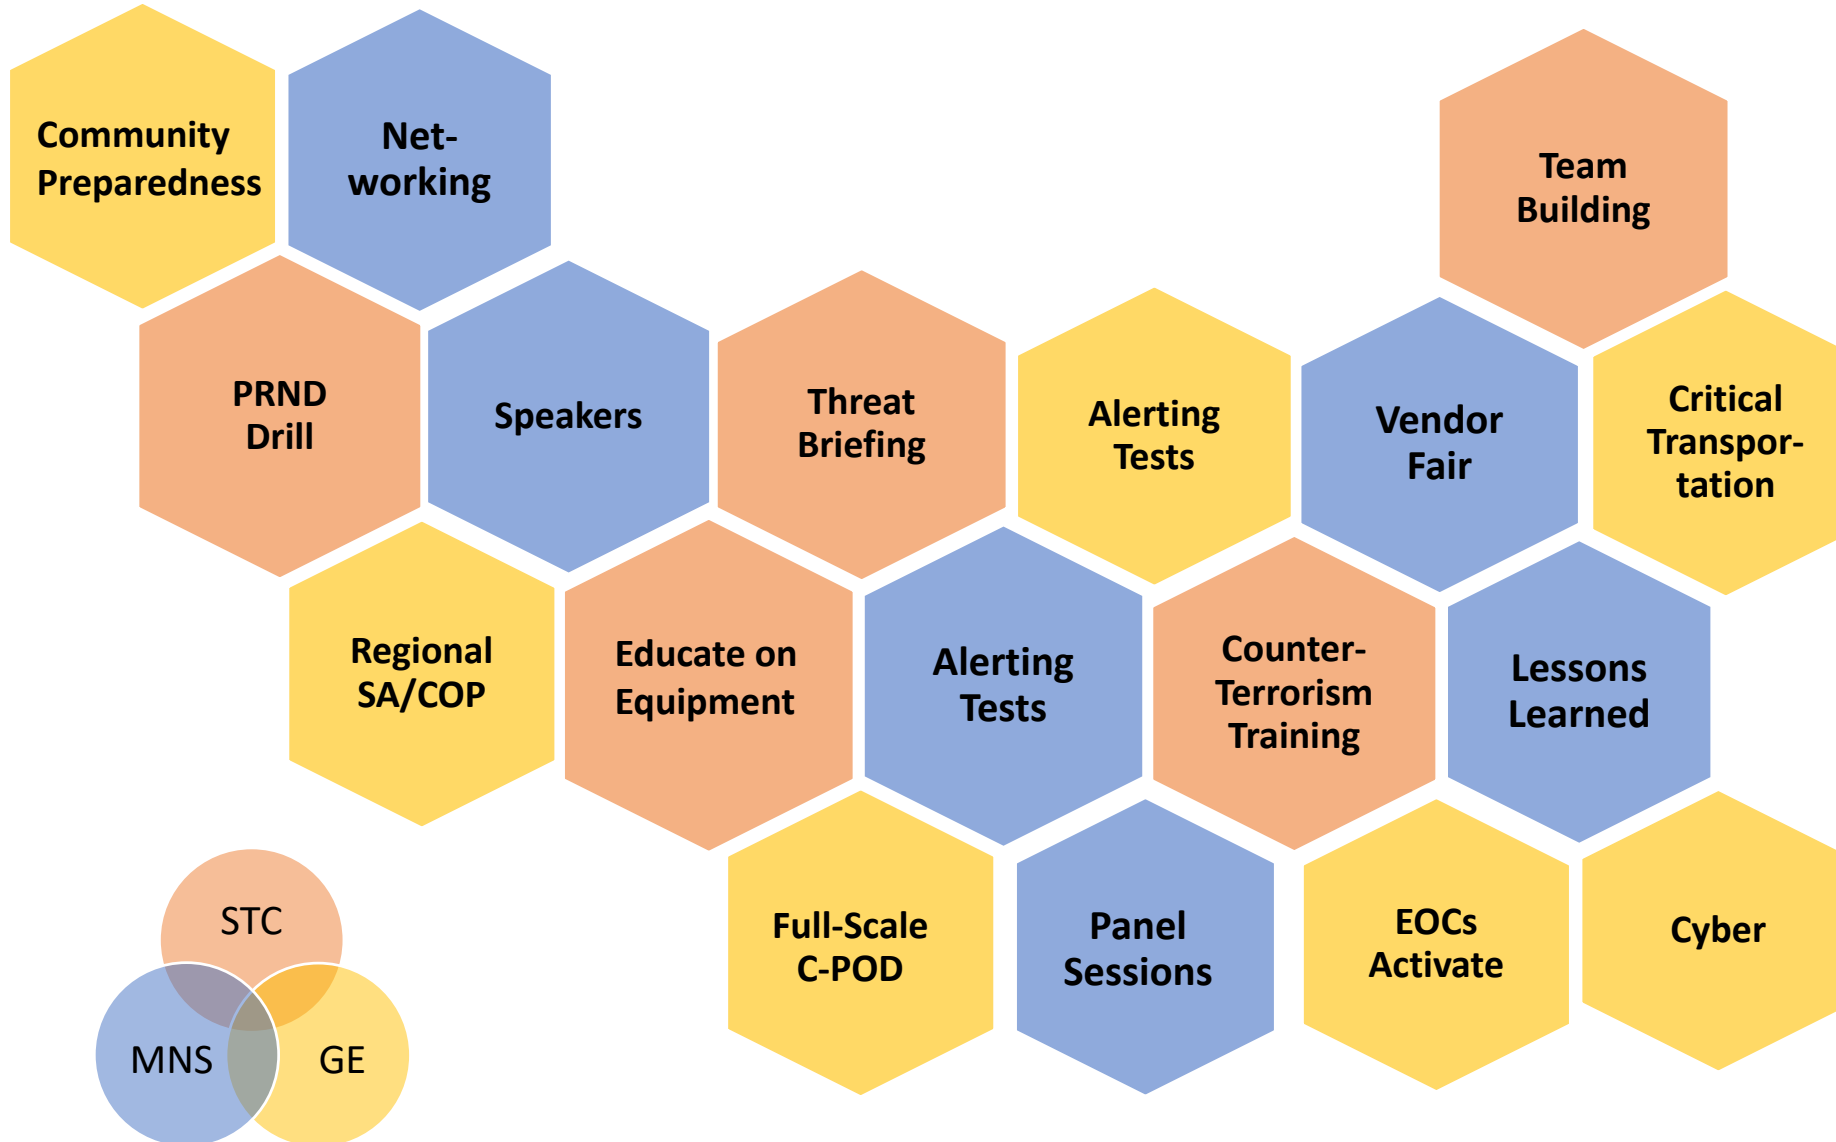 Community
Preparedness
Net-
working
Team
Building
PRND
Drill
Speakers
Threat
Briefing
Alerting
Tests
Vendor
Fair
Critical
Transpor-
tation
Regional
SA/COP
Educate on
Equipment
Alerting
Tests
Counter-
Terrorism
Training
Lessons
Learned
Full-Scale
C-POD
Panel
Sessions
EOCs
Activate
Cyber
STC
MNS
GE